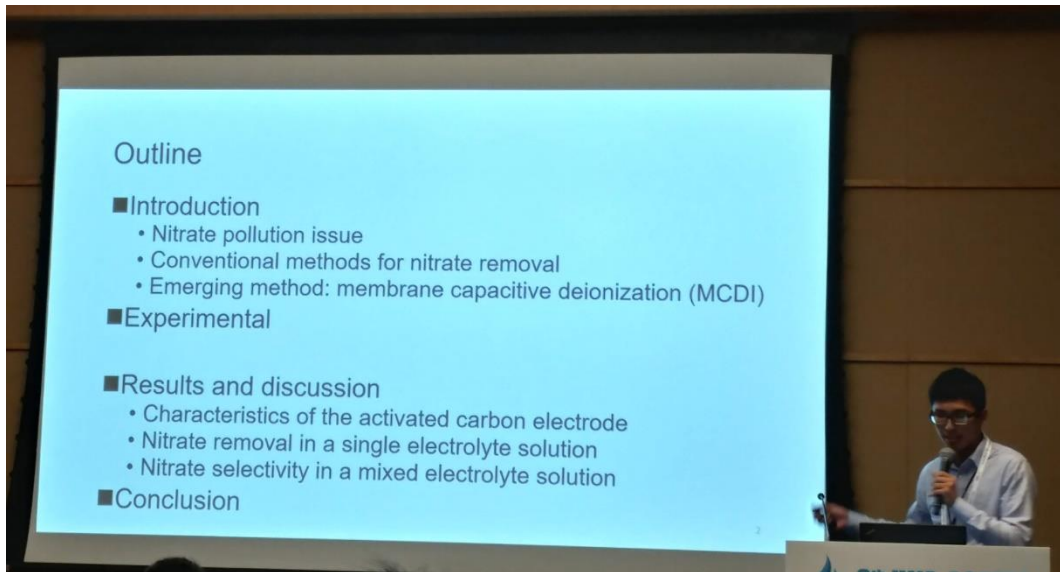 Outline
■Introduction
• Nitrate pollution issue
• Conventional methods for nitrate removal
• Emerging method: membrane capacitive deionization (MCDI)
■Experimental
■Results and discussion
• Characteristics of the activated carbon electrode
• Nitrate removal in a single electrolyte solution
• Nitrate selectivity in a mixed electrolyte solution
■Conclusion
2